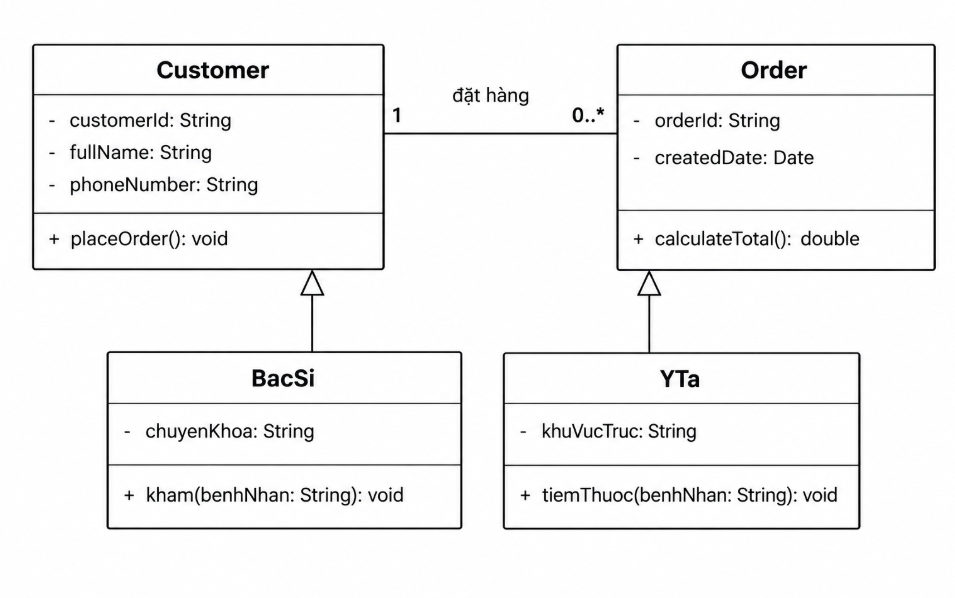 Customer
- customerId: String
- fullName: String
- phoneNumber: String
+ placeOrder(): void
1
đặt hàng
0..*
Order
- orderId: String
- createdDate: Date
+ calculateTotal(): double
BacSi
- chuyenKhoa: String
+ kham(benhNhan: String): void
YTa
- khuVucTruc: String
+ tiemThuoc(benhNhan: String): void